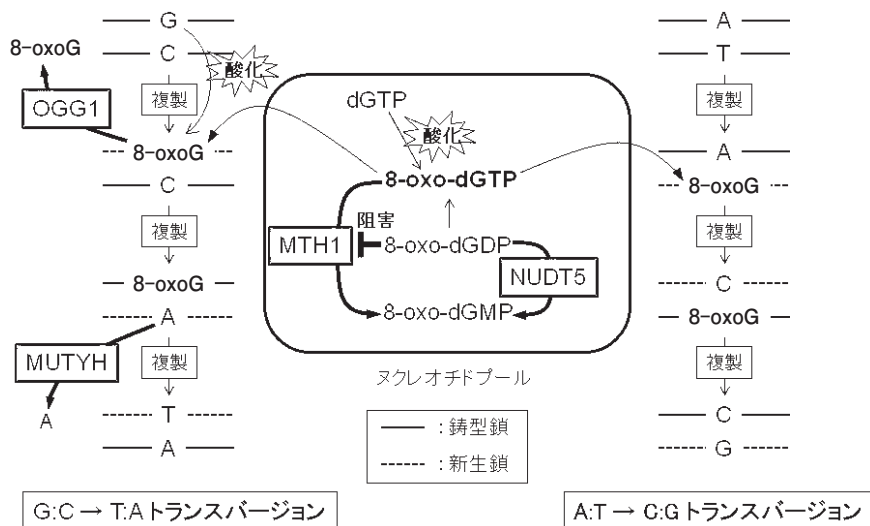 G
8-oxoG
C
酸化
OGG1
複製
8-oxoG
C
複製
8-oxoG
A
MUTYH
複製
A
T
A
G:C → T:A トランスバージョン
dGTP
酸化
8-oxo-dGTP
阻害
MTH1
8-oxo-dGDP
NUDT5
8-oxo-dGMP
ヌクレオチドプール
:鋳型鎖
:新生鎖
A
T
複製
A
8-oxoG
複製
C
8-oxoG
複製
C
G
A:T → C:G トランスバージョン